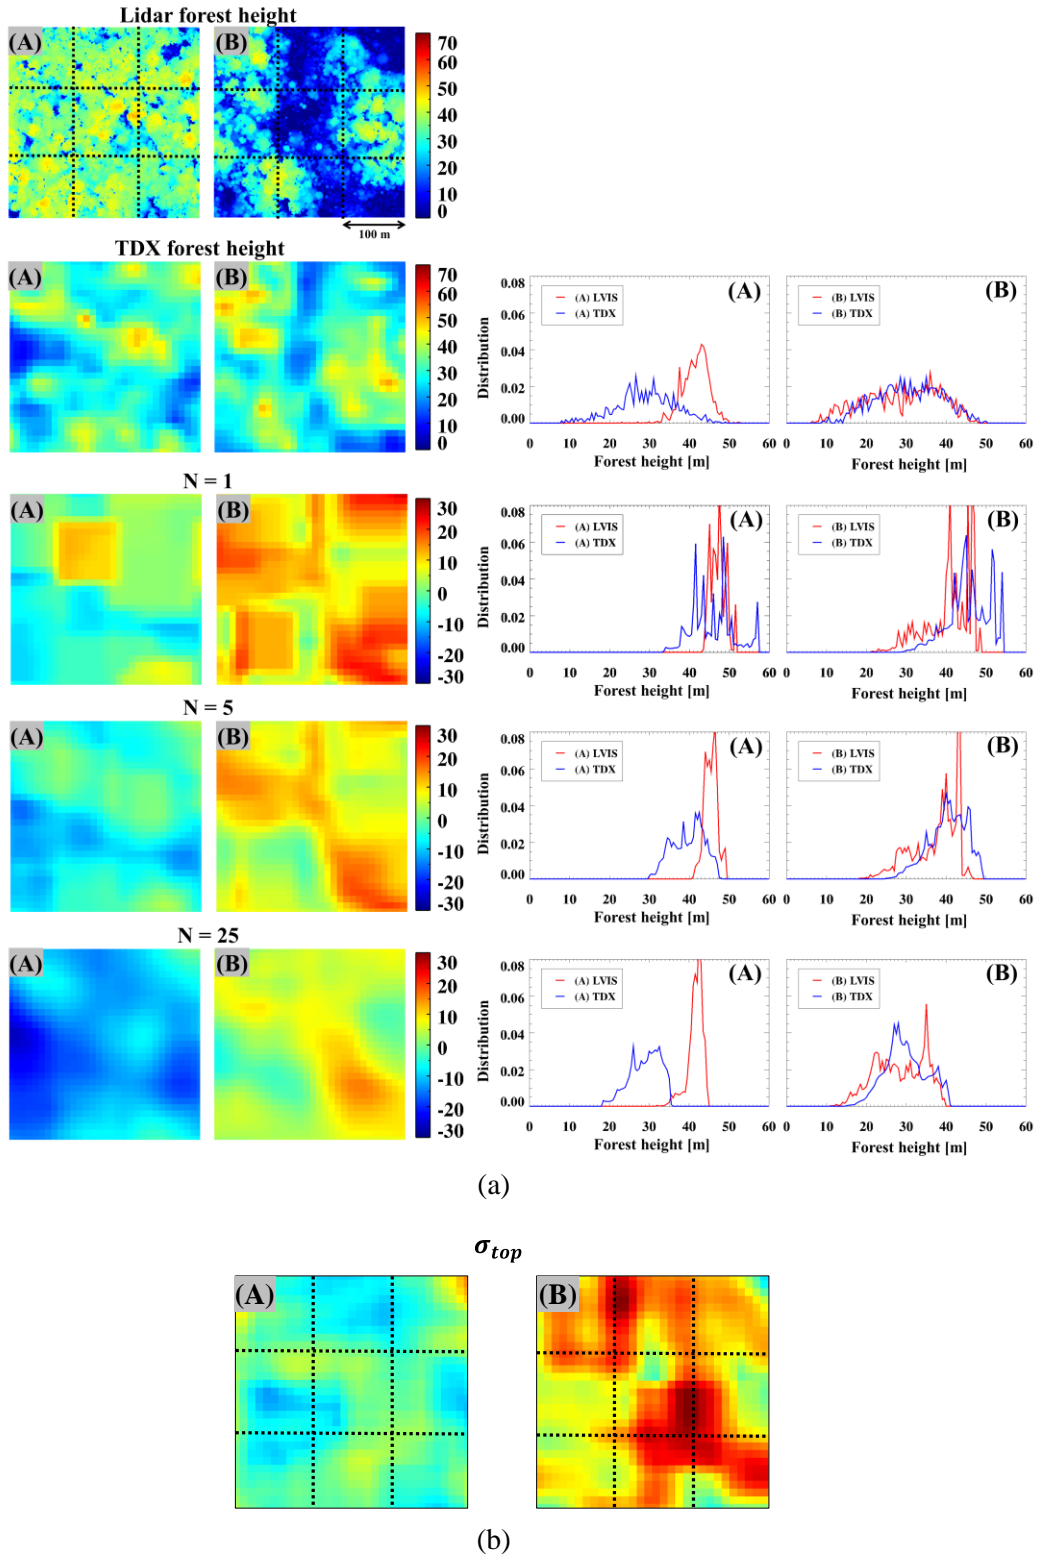 Lidar forest height
(A) (B)
70
60
50
40
30
20
10
0
100 m
TDX forest height
(A) (B)
70
60
50
40
30
20
10
0
0.08
0.06
0.04
0.02
0.00
Distribution
(A) LVIS
(A) TDX
(A)
0 10 20 30 40 50 60
Forest height [m]
(B) LVIS
(B) TDX
(B)
0 10 20 30 40 50 60
Forest height [m]
N = 1
(A) (B)
30
20
10
0
-10
-20
-30
0.08
0.06
0.04
0.02
0.00
Distribution
(A) LVIS
(A) TDX
(A)
0 10 20 30 40 50 60
Forest height [m]
(B) LVIS
(B) TDX
(B)
0 10 20 30 40 50 60
Forest height [m]
N = 5
(A) (B)
30
20
10
0
-10
-20
-30
0.08
0.06
0.04
0.02
0.00
Distribution
(A) LVIS
(A) TDX
(A)
0 10 20 30 40 50 60
Forest height [m]
(B) LVIS
(B) TDX
(B)
0 10 20 30 40 50 60
Forest height [m]
N = 25
(A) (B)
30
20
10
0
-10
-20
-30
0.08
0.06
0.04
0.02
0.00
Distribution
(A) LVIS
(A) TDX
(A)
0 10 20 30 40 50 60
Forest height [m]
(B) LVIS
(B) TDX
(B)
0 10 20 30 40 50 60
Forest height [m]
(a)
σtop
(A) (B)
(b)